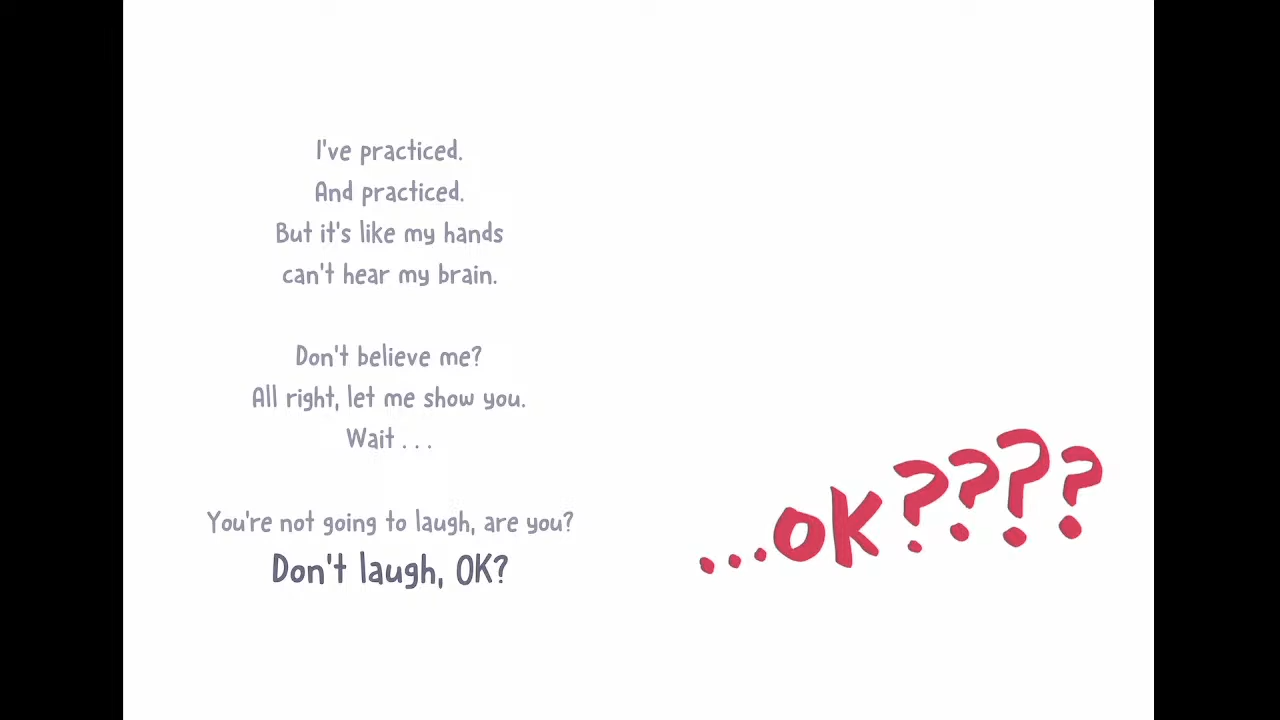 I've practiced.
And practiced.
But it's like my hands
can't hear my brain.
Don't believe me?
All right, let me show you.
Wait . . .
You're not going to laugh, are you?
Don't laugh, OK?
...OK????